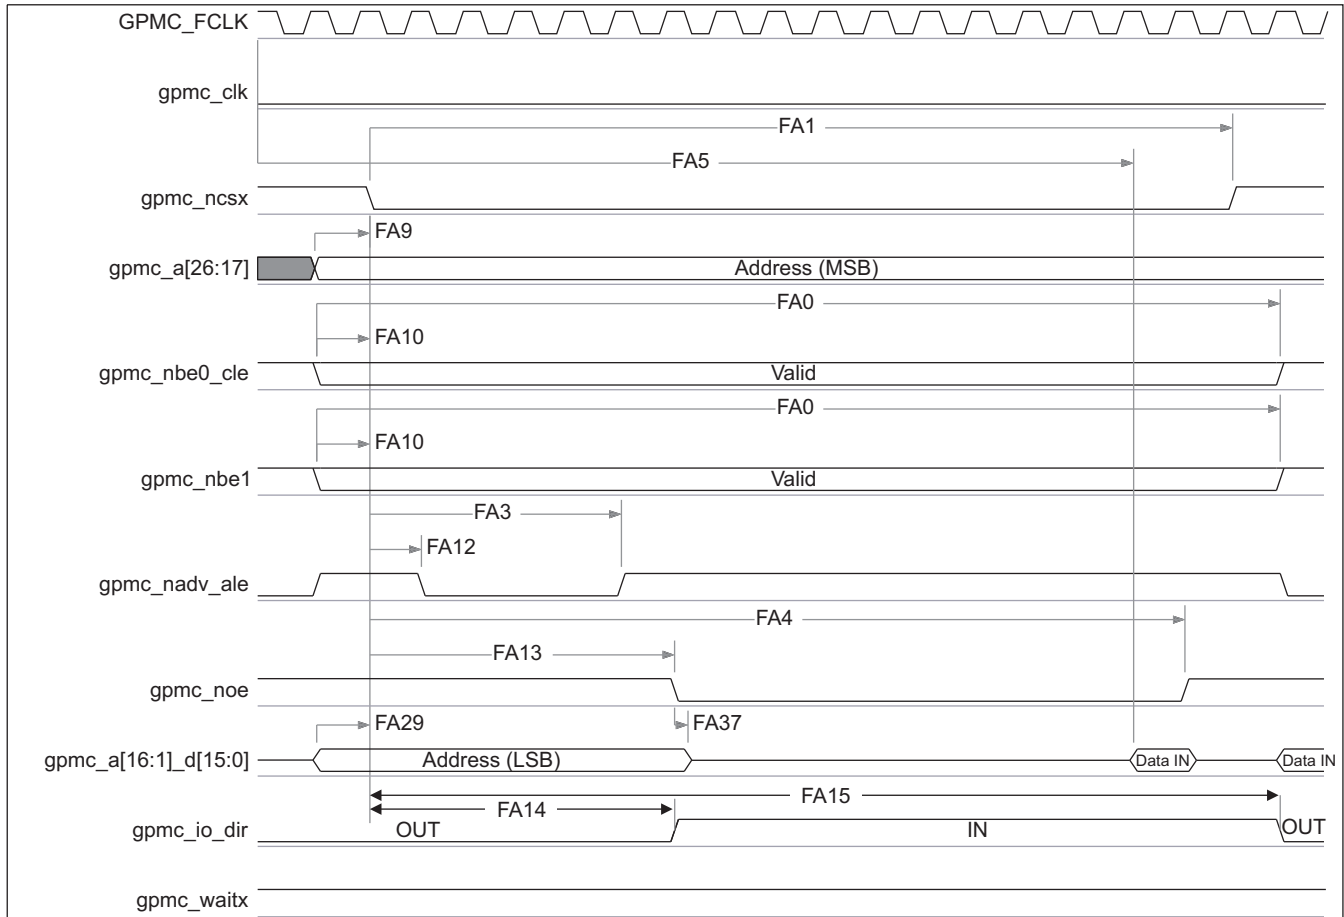 GPMC_FCLK
gpmc_clk
FA1
FA5
gpmc_ncsx
FA9
gpmc_a[26:17]
Address (MSB)
FA0
FA10
gpmc_nbe0_cle
Valid
FA0
FA10
gpmc_nbe1
Valid
FA3
FA12
gpmc_nadv_ale
FA4
FA13
gpmc_noe
FA29
FA37
gpmc_a[16:1]_d[15:0]
Address (LSB)
Data IN
Data IN
FA15
FA14
gpmc_io_dir
OUT
IN
OUT
gpmc_waitx